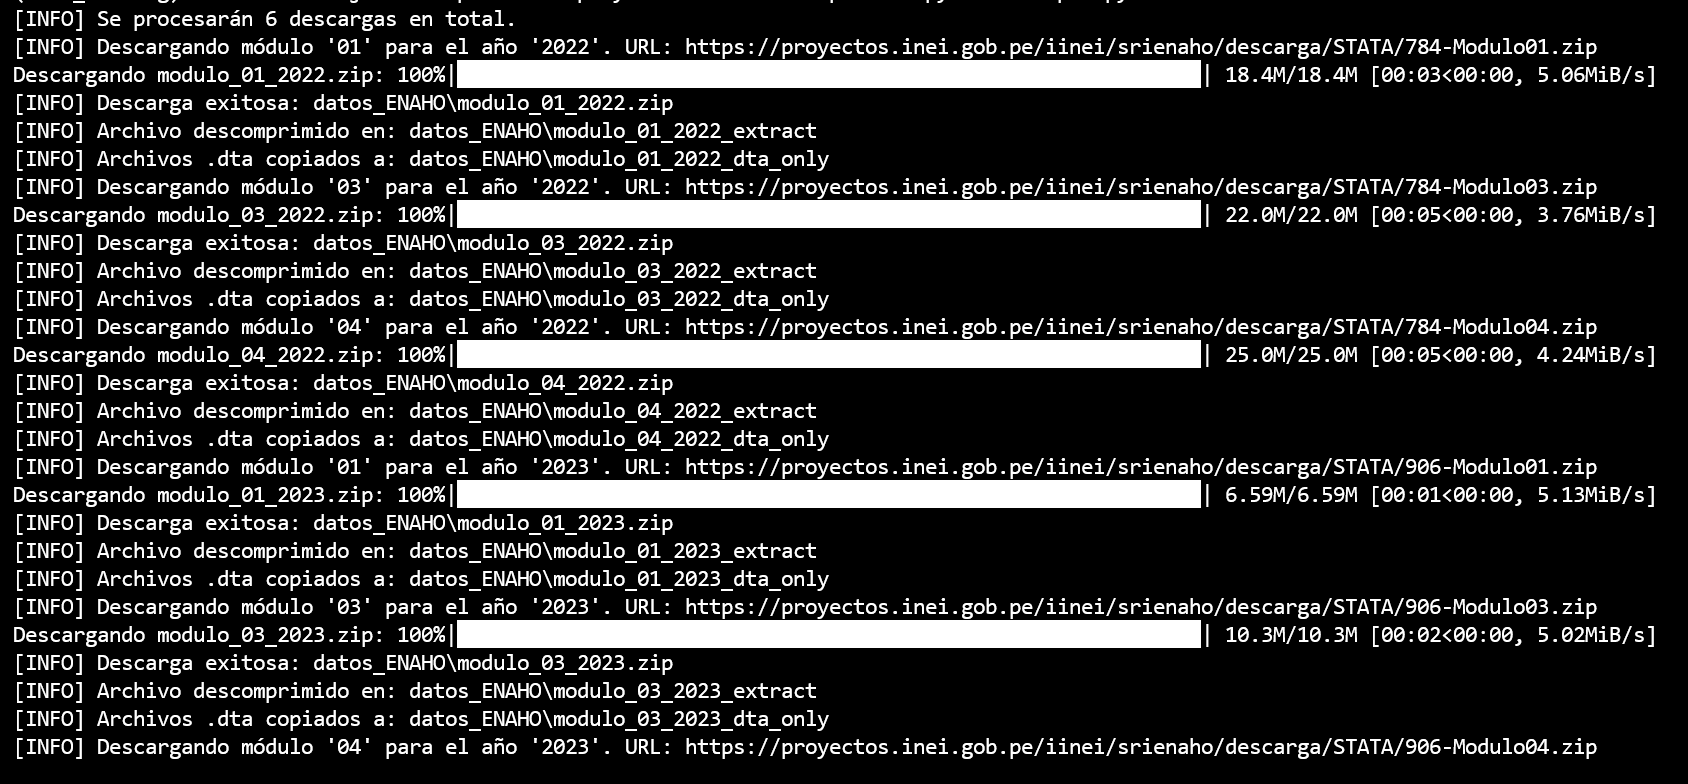 [INFO] Se procesarán 6 descargas en total.
[INFO] Descargando módulo '01' para el año '2022'. URL: https://proyectos.inei.gob.pe/iinei/srienaho/descarga/STATA/784-Modulo01.zip
Descargando modulo_01_2022.zip: 100%|| 18.4M/18.4M [00:03<00:00, 5.06MiB/s]
[INFO] Descarga exitosa: datos_ENAHO\modulo_01_2022.zip
[INFO] Archivo descomprimido en: datos_ENAHO\modulo_01_2022_extract
[INFO] Archivos .dta copiados a: datos_ENAHO\modulo_01_2022_dta_only
[INFO] Descargando módulo '03' para el año '2022'. URL: https://proyectos.inei.gob.pe/iinei/srienaho/descarga/STATA/784-Modulo03.zip
Descargando modulo_03_2022.zip: 100%|| 22.0M/22.0M [00:05<00:00, 3.76MiB/s]
[INFO] Descarga exitosa: datos_ENAHO\modulo_03_2022.zip
[INFO] Archivo descomprimido en: datos_ENAHO\modulo_03_2022_extract
[INFO] Archivos .dta copiados a: datos_ENAHO\modulo_03_2022_dta_only
[INFO] Descargando módulo '04' para el año '2022'. URL: https://proyectos.inei.gob.pe/iinei/srienaho/descarga/STATA/784-Modulo04.zip
Descargando modulo_04_2022.zip: 100%|| 25.0M/25.0M [00:05<00:00, 4.24MiB/s]
[INFO] Descarga exitosa: datos_ENAHO\modulo_04_2022.zip
[INFO] Archivo descomprimido en: datos_ENAHO\modulo_04_2022_extract
[INFO] Archivos .dta copiados a: datos_ENAHO\modulo_04_2022_dta_only
[INFO] Descargando módulo '01' para el año '2023'. URL: https://proyectos.inei.gob.pe/iinei/srienaho/descarga/STATA/906-Modulo01.zip
Descargando modulo_01_2023.zip: 100%|| 6.59M/6.59M [00:01<00:00, 5.13MiB/s]
[INFO] Descarga exitosa: datos_ENAHO\modulo_01_2023.zip
[INFO] Archivo descomprimido en: datos_ENAHO\modulo_01_2023_extract
[INFO] Archivos .dta copiados a: datos_ENAHO\modulo_01_2023_dta_only
[INFO] Descargando módulo '03' para el año '2023'. URL: https://proyectos.inei.gob.pe/iinei/srienaho/descarga/STATA/906-Modulo03.zip
Descargando modulo_03_2023.zip: 100%|| 10.3M/10.3M [00:02<00:00, 5.02MiB/s]
[INFO] Descarga exitosa: datos_ENAHO\modulo_03_2023.zip
[INFO] Archivo descomprimido en: datos_ENAHO\modulo_03_2023_extract
[INFO] Archivos .dta copiados a: datos_ENAHO\modulo_03_2023_dta_only
[INFO] Descargando módulo '04' para el año '2023'. URL: https://proyectos.inei.gob.pe/iinei/srienaho/descarga/STATA/906-Modulo04.zip